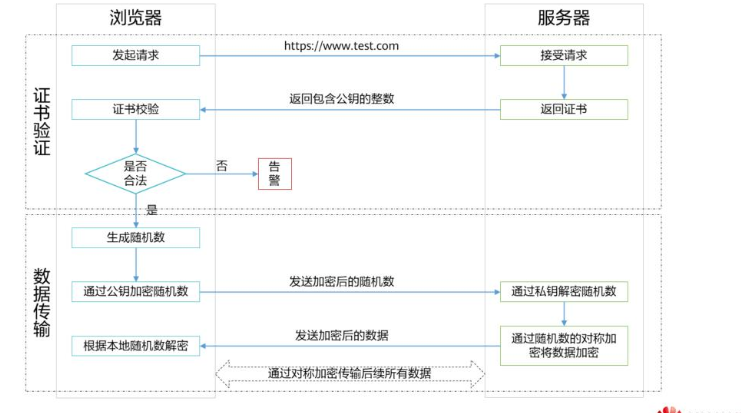 浏览器
服务器
发起请求
https://www.test.com
接受请求
证书验证
证书校验
返回包含公钥的整数
返回证书
是否
合法
否
告
警
是
生成随机数
数据传输
通过公钥加密随机数
发送加密后的随机数
通过私钥解密随机数
根据本地随机数解密
发送加密后的数据
通过随机数的对称加
密将数据加密
通过对称加密传输后续所有数据